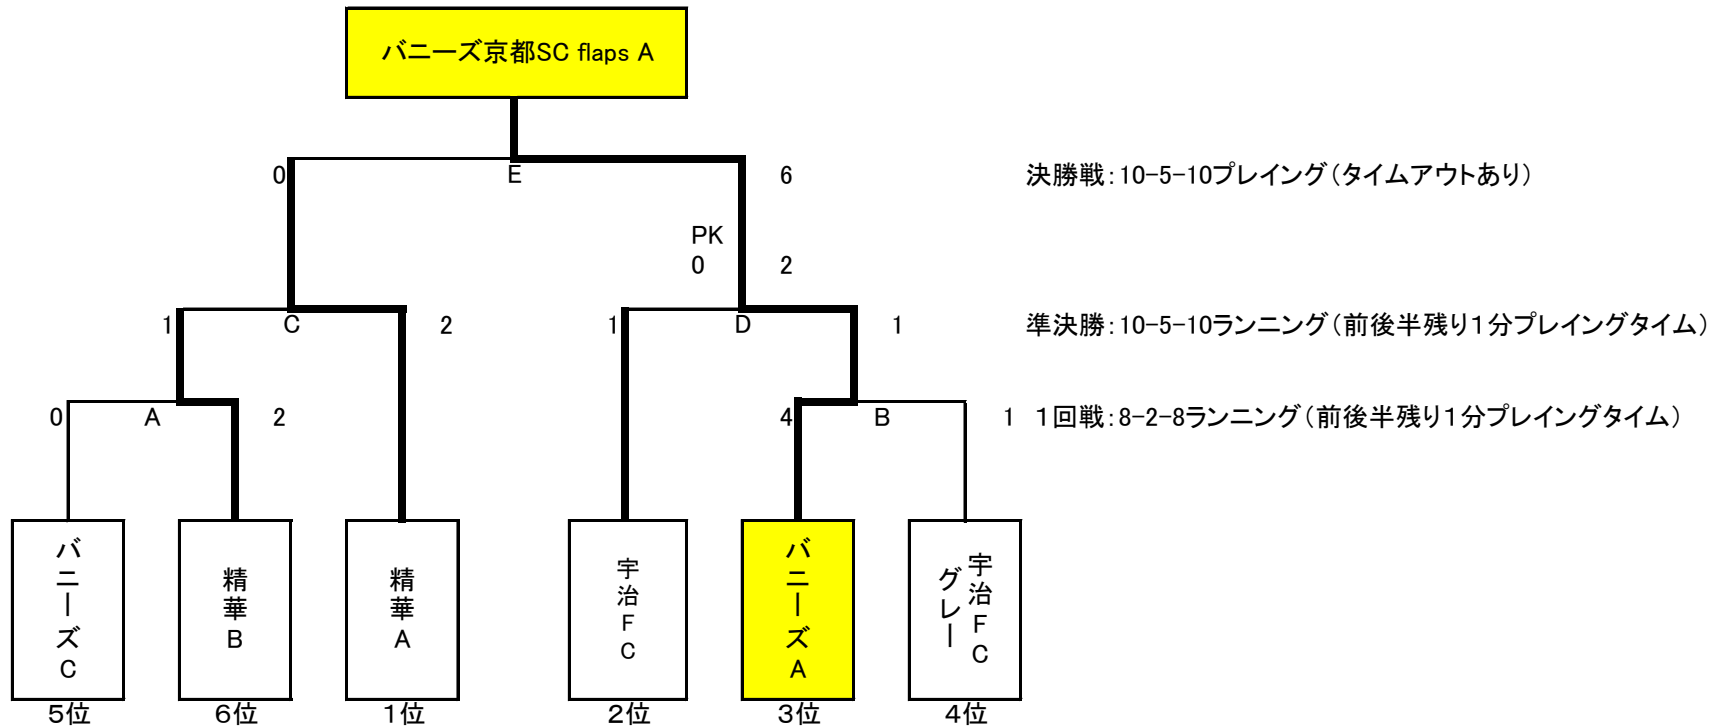 バニーズ京都SC flaps A
0 E 6 決勝戦：10-5-10プレイング（タイムアウトあり）
PK
0 2
1 C 2 1 D 1 準決勝：10-5-10ランニング（前後半残り１分プレイングタイム）
0 A 2 4 B 1 １回戦：8-2-8ランニング（前後半残り１分プレイングタイム）
バニーズC
精華B
精華A
宇治FC
バニーズA
宇治FC
グレー
５位 ６位 １位 ２位 ３位 ４位